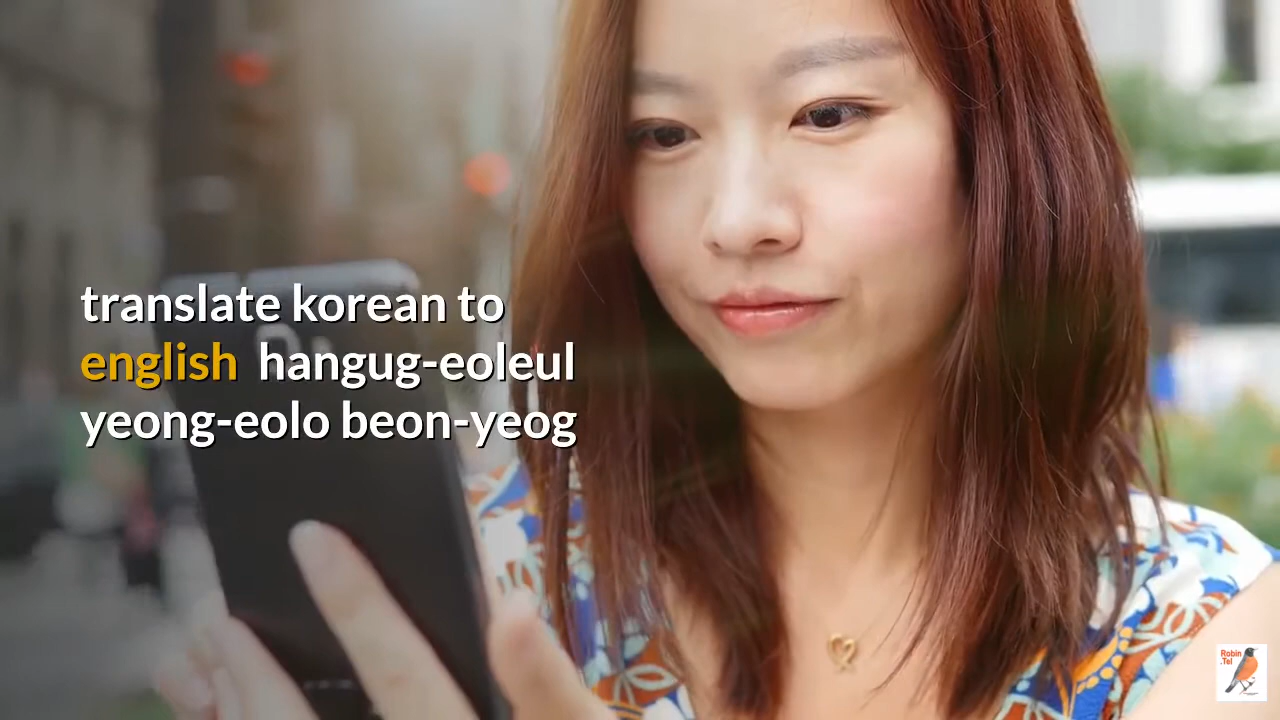 translate korean to
english hangug-eoleul
yeong-eolo beon-yeog
Robin
.Tel